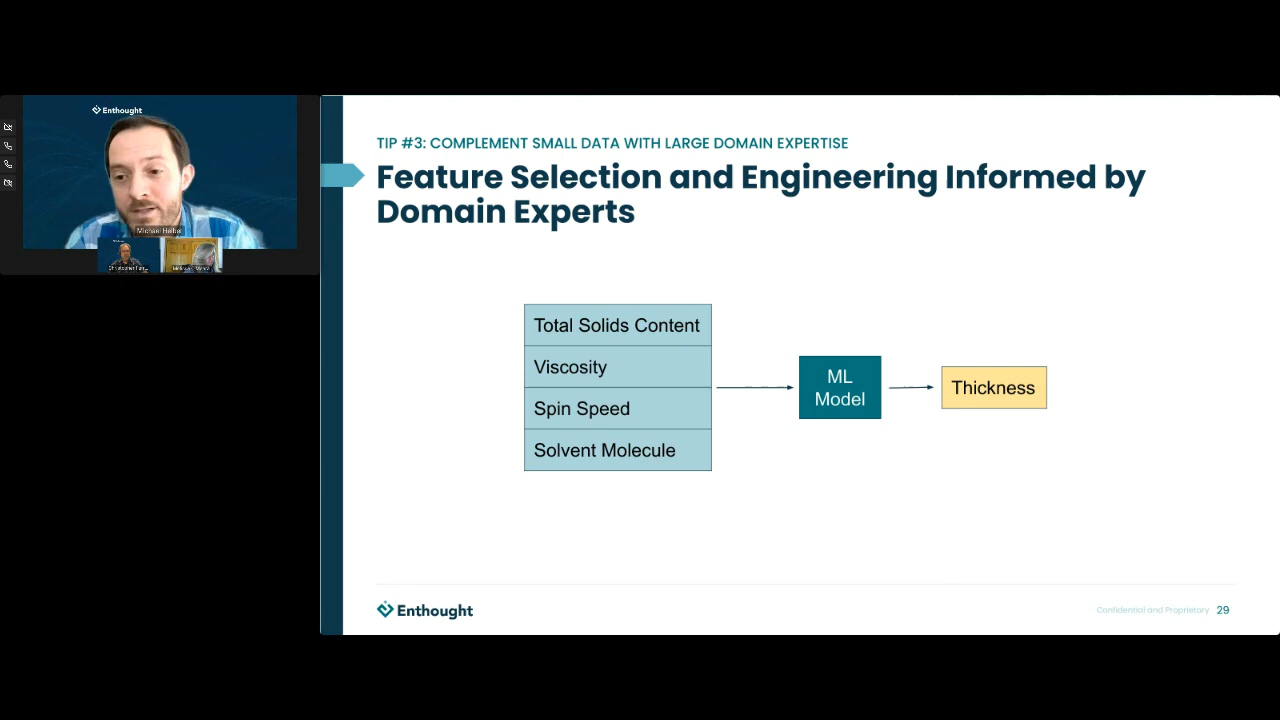 Enthought
Michael Heibel
TIP #3: COMPLEMENT SMALL DATA WITH LARGE DOMAIN EXPERTISE
Feature Selection and Engineering Informed by
Domain Experts
Total Solids Content
Viscosity
Spin Speed
Solvent Molecule
ML
Model
Thickness
Enthought
Confidential and Proprietary 29